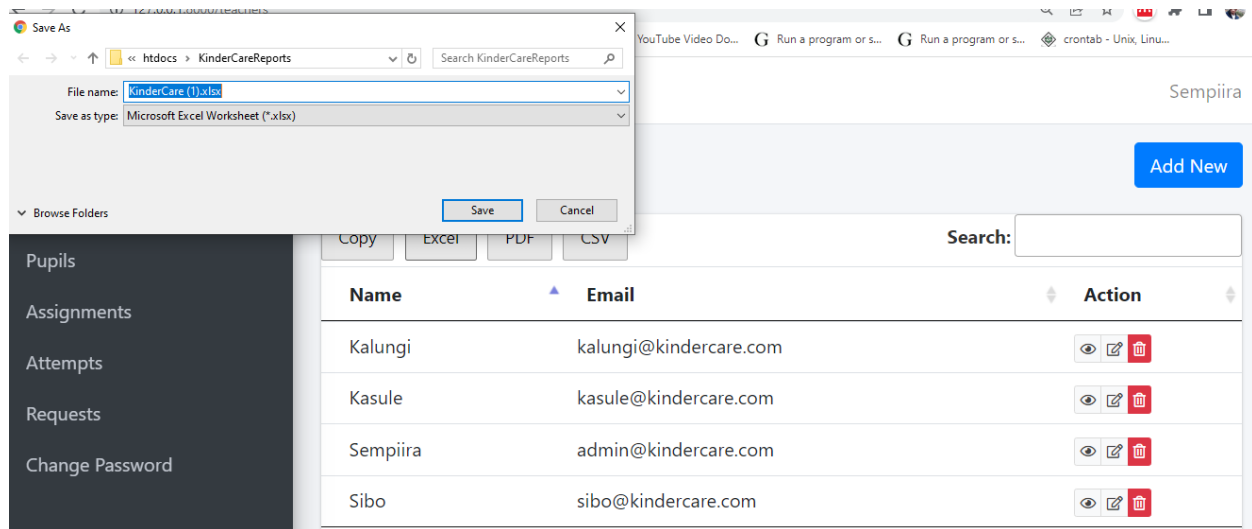 127.0.0.1:8000/teachers
Save As
YouTube Video Do... Run a program or s... Run a program or s... crontab - Unix, Linu...
« htdocs > KinderCareReports
Search KinderCareReports
File name: KinderCare (1).xlsx
Save as type: Microsoft Excel Worksheet (*.xlsx)
Sempiira
Add New
Browse Folders
Save Cancel
Copy Excel PDF CSV Search:
Pupils
Assignments
Attempts
Requests
Change Password
Name Email Action
Kalungi kalungi@kindercare.com
Kasule kasule@kindercare.com
Sempiira admin@kindercare.com
Sibo sibo@kindercare.com